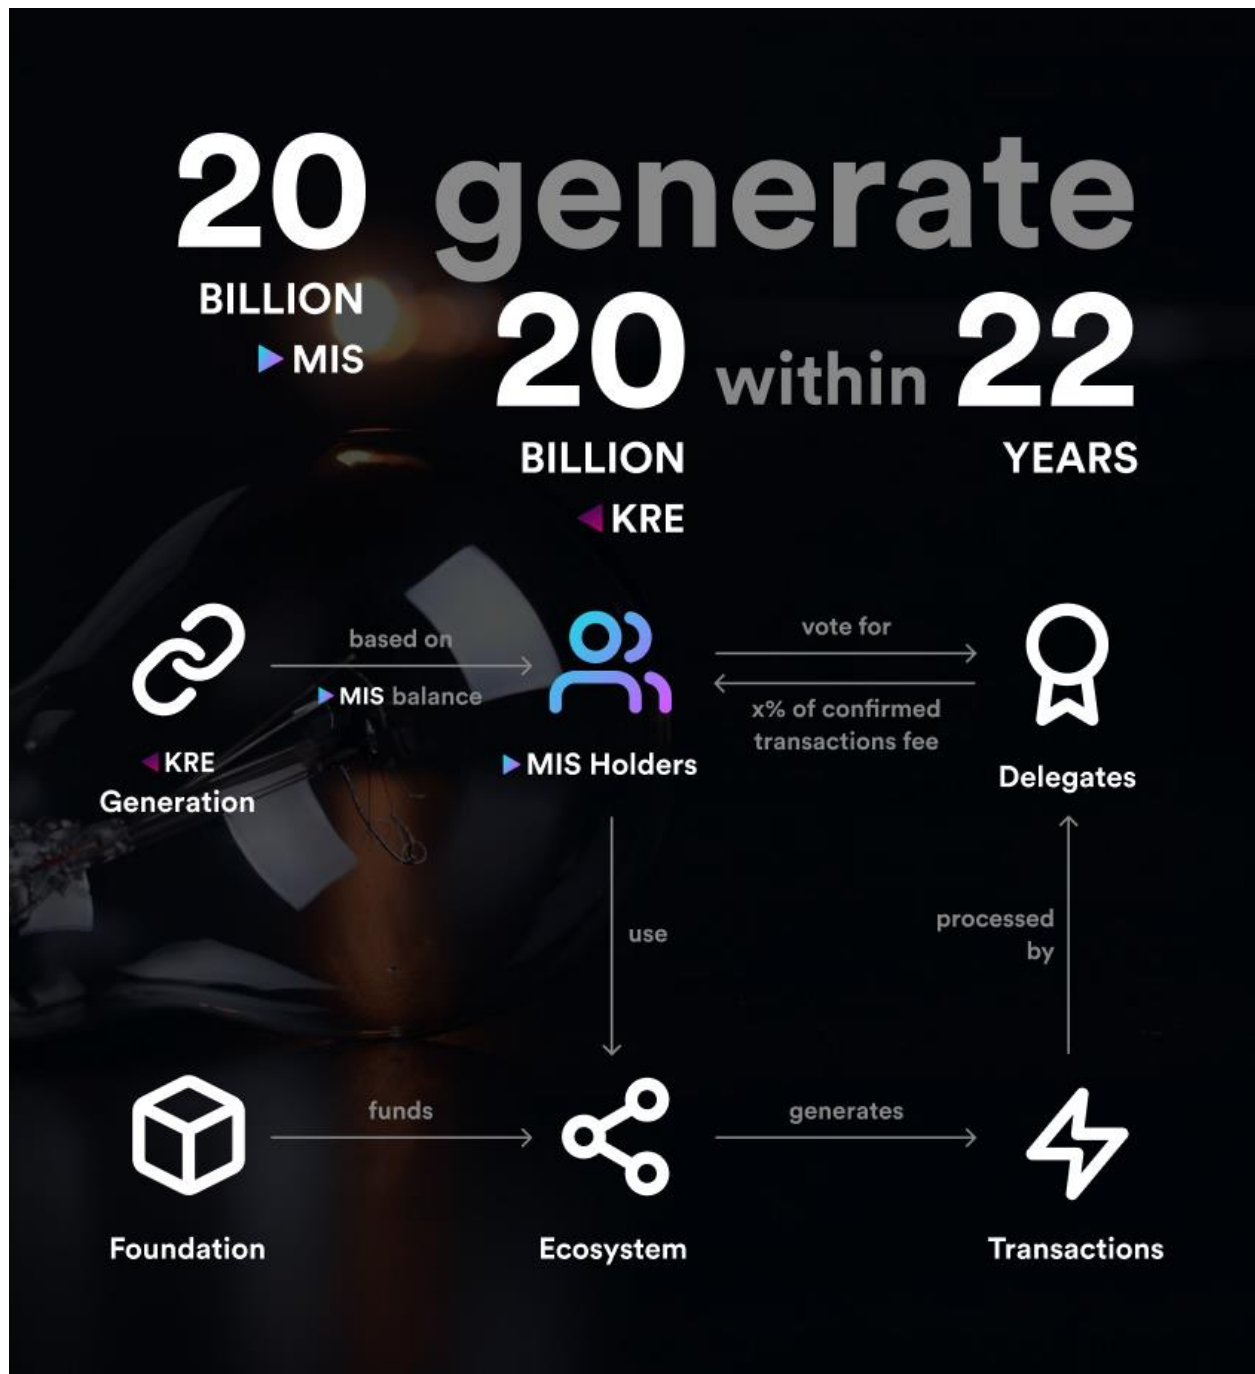 20 generate
BILLION
MIS
20 within 22
BILLION
YEARS
KRE
based on
MIS balance
vote for
x% of confirmed
transactions fee
KRE
Generation
MIS Holders
Delegates
use
processed
by
funds
generates
Foundation
Ecosystem
Transactions